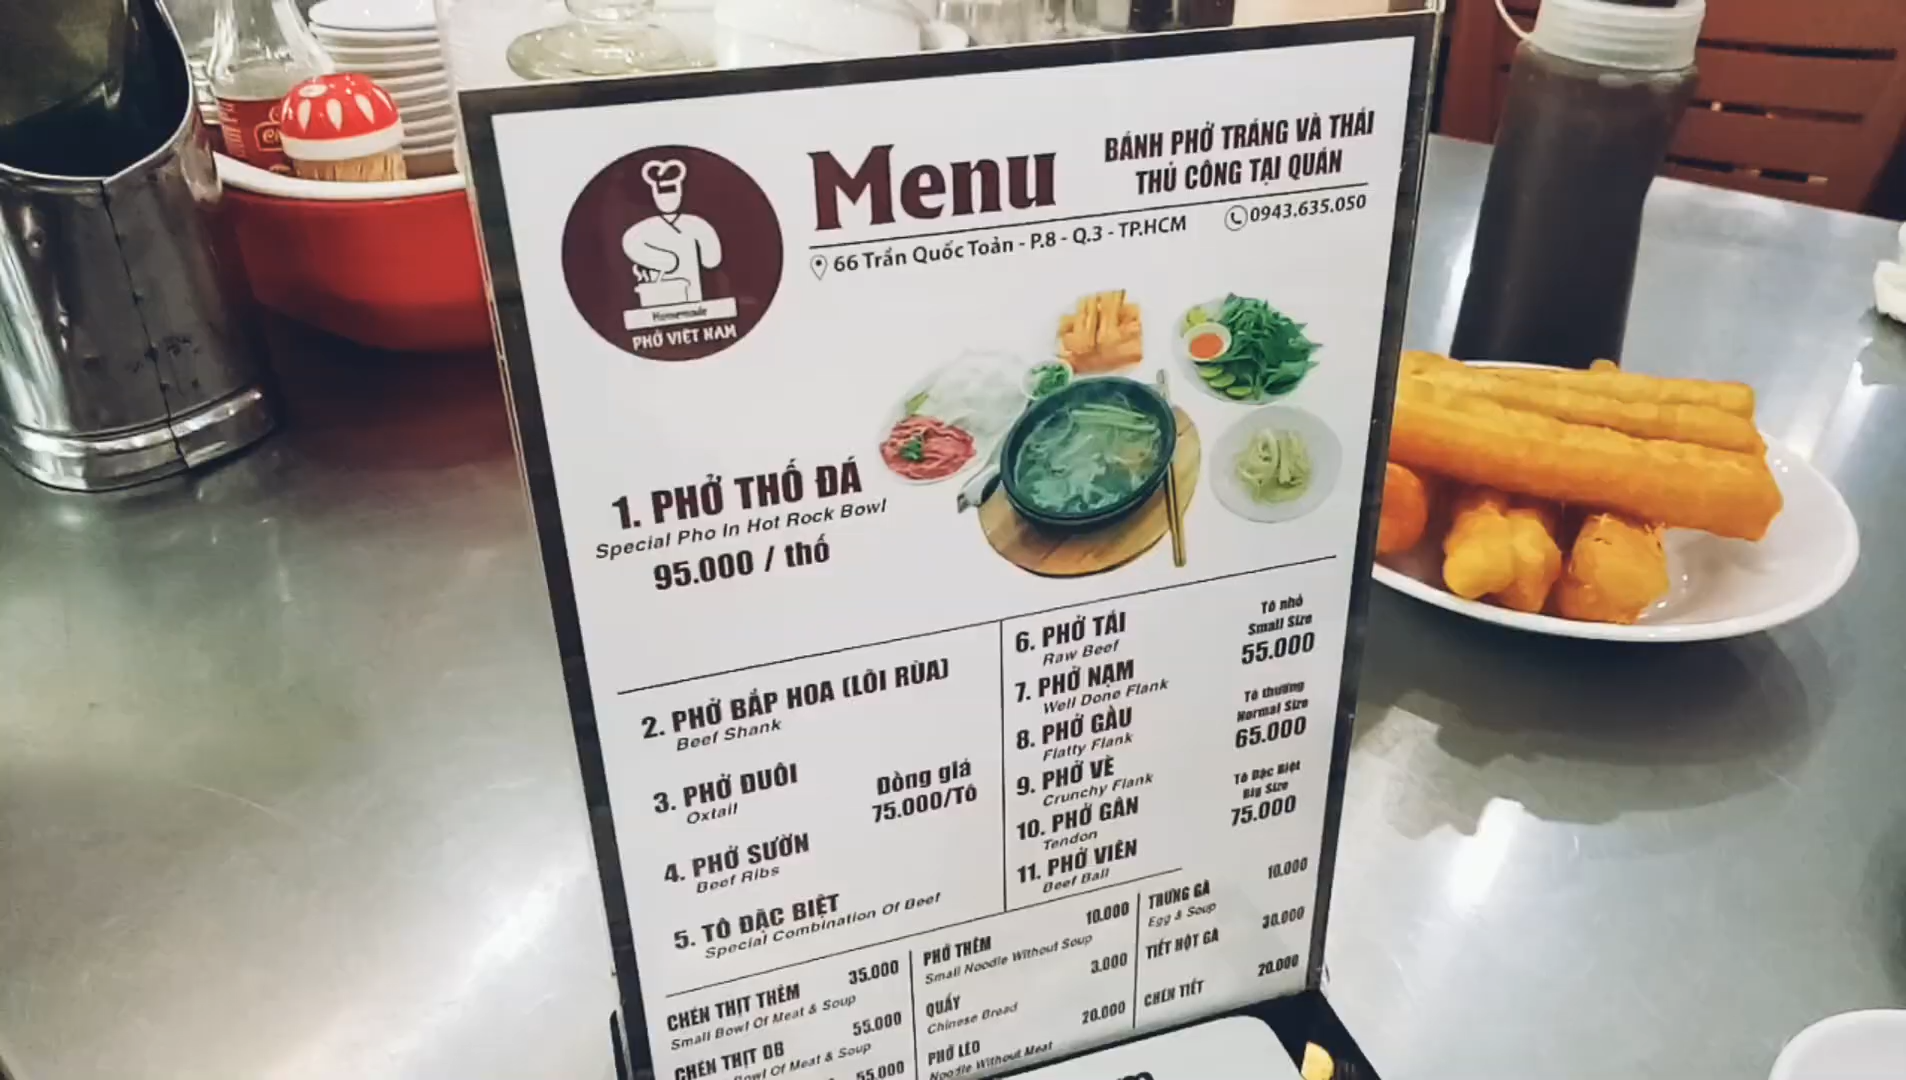 Menu
BÁNH PHỞ TRÁNG VÀ THÁI
THỦ CÔNG TẠI QUÁN
66 Trần Quốc Toản - P.8 - Q.3 - TP.HCM
0943.635.050
Homemade
PHỞ VIỆT NAM
1. PHỞ THỐ ĐÁ
Special Pho In Hot Rock Bowl
95.000 / thố
2. PHỞ BẮP HOA (LÕI RÙA)
Beef Shank
3. PHỞ ĐUÔI
Oxtail
4. PHỞ SƯỜN
Beef Ribs
5. TÔ ĐẶC BIỆT
Special Combination Of Beef
Đồng giá
75.000/Tô
6. PHỞ TÁI
Raw Beef
7. PHỞ NẠM
Well Done Flank
8. PHỞ GẦU
Flatty Flank
9. PHỞ VÈ
Crunchy Flank
10. PHỞ GÂN
Tendon
11. PHỞ VIÊN
Beef Ball
Tô nhỏ
Small Size
55.000
Tô thường
Normal Size
65.000
Tô Đặc Biệt
Big Size
75.000
CHÉN THỊT THÊM 35.000
Small Bowl Of Meat & Soup
CHÉN THỊT ĐB 55.000
Bowl Of Meat & Soup
55.000
PHỞ THÊM 10.000
Small Noodle Without Soup
QUẨY 3.000
Chinese Bread
PHỞ LÈO 20.000
Noodle Without Meat
TRỨNG GÀ 10.000
Egg & Soup
TIẾT HỘT GÀ 30.000
CHÉN TIẾT 20.000